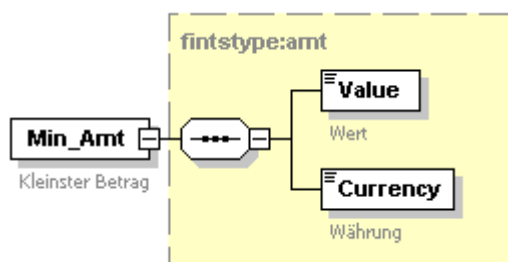 fintstype:amt
Value
Wert
Min_Amt
Kleinster Betrag
Currency
Währung